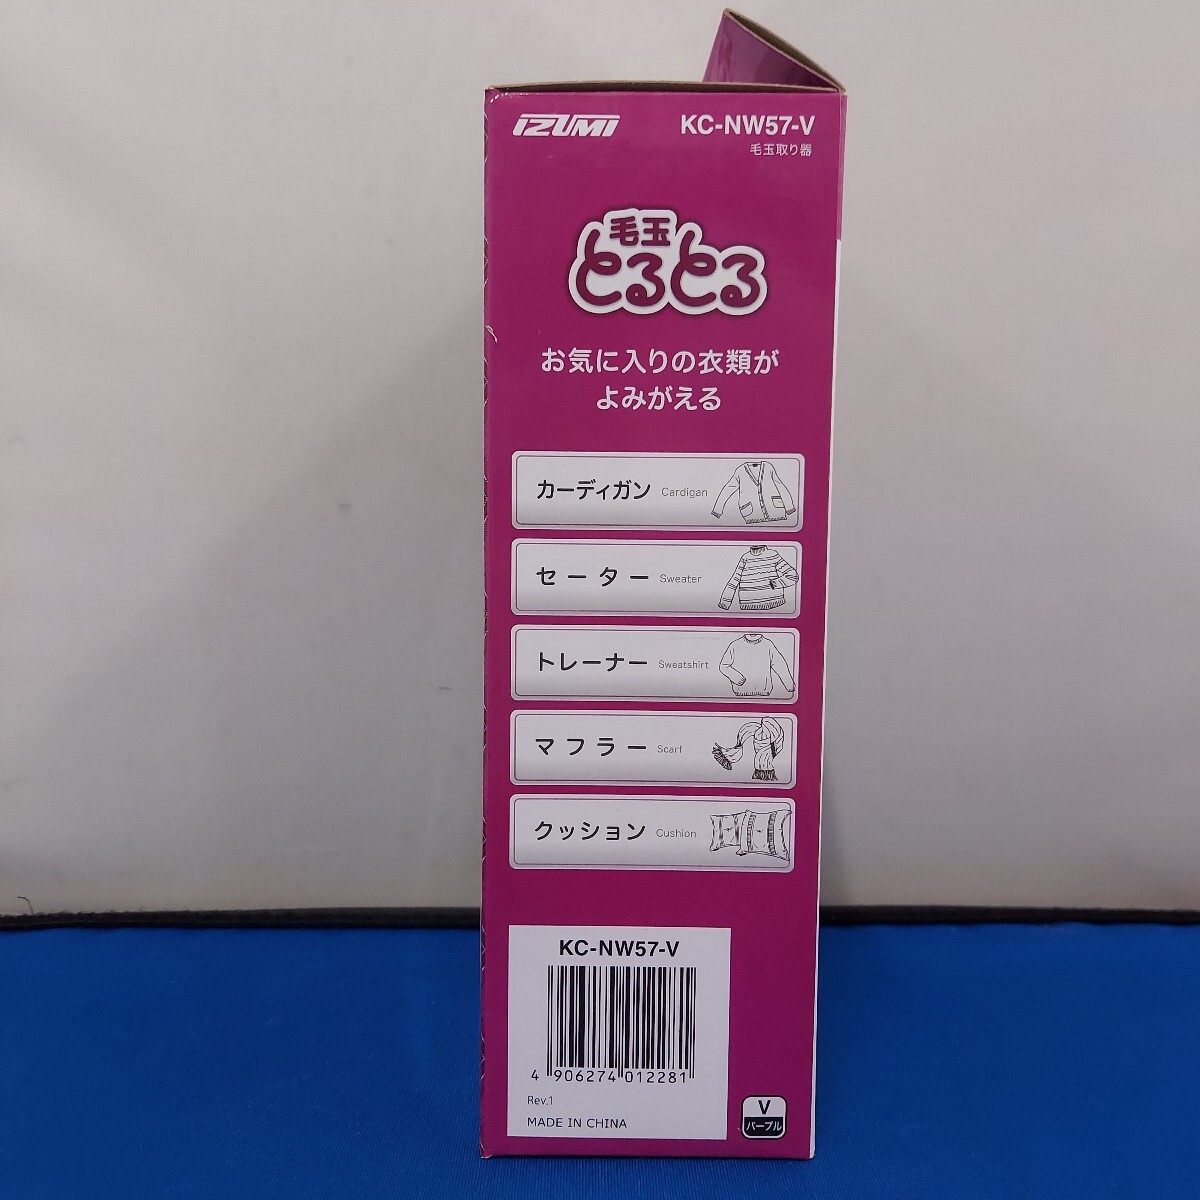 IZUMI
KC-NW57-V
毛玉取り器
毛玉
とるとる
お気に入りの衣類が
よみがえる
カーディガン Cardigan
セーター Sweater
トレーナー Sweatshirt
マフラー Scarf
クッション Cushion
KC-NW57-V
4 906274 012281
Rev.1
MADE IN CHINA
V
パープル